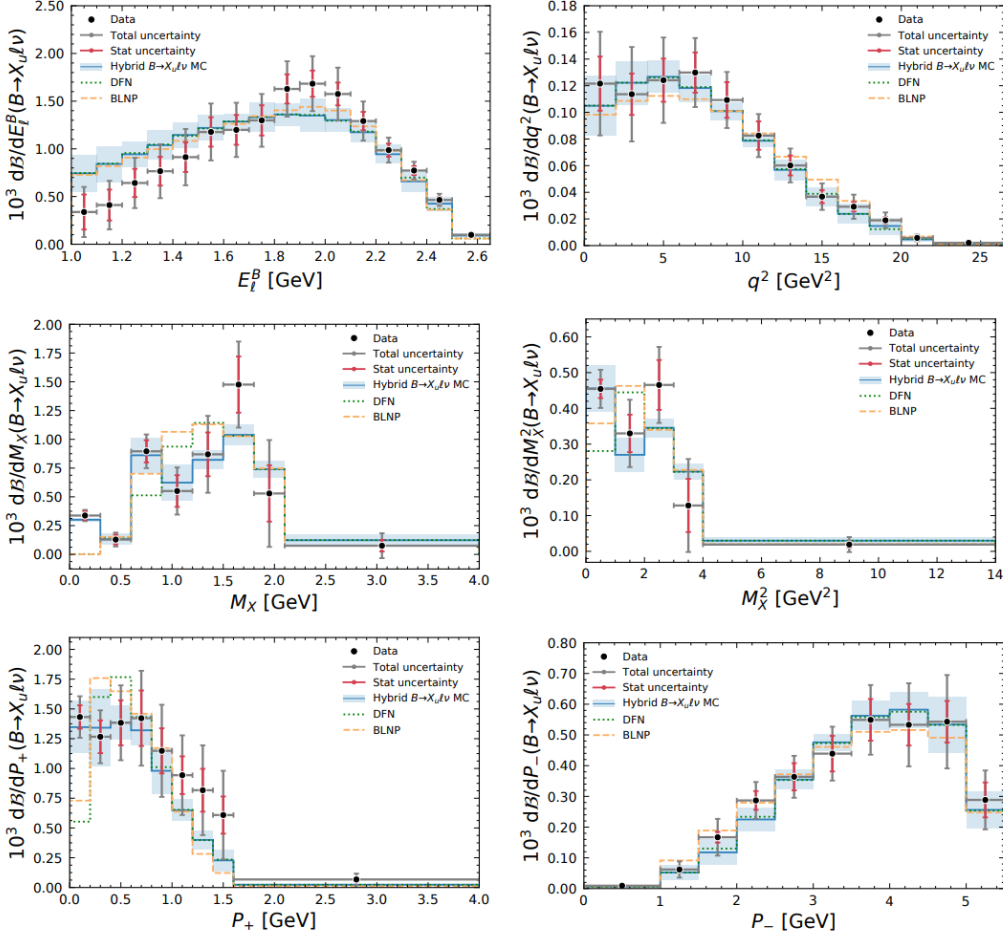 10³ dB/dE_ℓ^B(B→X_uℓν)
2.50
2.25
2.00
1.75
1.50
1.25
1.00
0.75
0.50
0.25
0.00
Data
Total uncertainty
Stat uncertainty
Hybrid B→X_uℓν MC
DFN
BLNP
1.0 1.2 1.4 1.6 1.8 2.0 2.2 2.4 2.6
E_ℓ^B [GeV]
10³ dB/dq²(B→X_uℓν)
0.18
0.16
0.14
0.12
0.10
0.08
0.06
0.04
0.02
0.00
Data
Total uncertainty
Stat uncertainty
Hybrid B→X_uℓν MC
DFN
BLNP
0 5 10 15 20 25
q² [GeV²]
10³ dB/dM_X(B→X_uℓν)
2.00
1.75
1.50
1.25
1.00
0.75
0.50
0.25
0.00
Data
Total uncertainty
Stat uncertainty
Hybrid B→X_uℓν MC
DFN
BLNP
0.0 0.5 1.0 1.5 2.0 2.5 3.0 3.5 4.0
M_X [GeV]
10³ dB/dM_X²(B→X_uℓν)
0.60
0.50
0.40
0.30
0.20
0.10
0.00
Data
Total uncertainty
Stat uncertainty
Hybrid B→X_uℓν MC
DFN
BLNP
0 2 4 6 8 10 12 14
M_X² [GeV²]
10³ dB/dP₊(B→X_uℓν)
2.00
1.75
1.50
1.25
1.00
0.75
0.50
0.25
0.00
Data
Total uncertainty
Stat uncertainty
Hybrid B→X_uℓν MC
DFN
BLNP
0.0 0.5 1.0 1.5 2.0 2.5 3.0 3.5 4.0
P₊ [GeV]
10³ dB/dP₋(B→X_uℓν)
0.80
0.70
0.60
0.50
0.40
0.30
0.20
0.10
0.00
Data
Total uncertainty
Stat uncertainty
Hybrid B→X_uℓν MC
DFN
BLNP
0 1 2 3 4 5
P₋ [GeV]